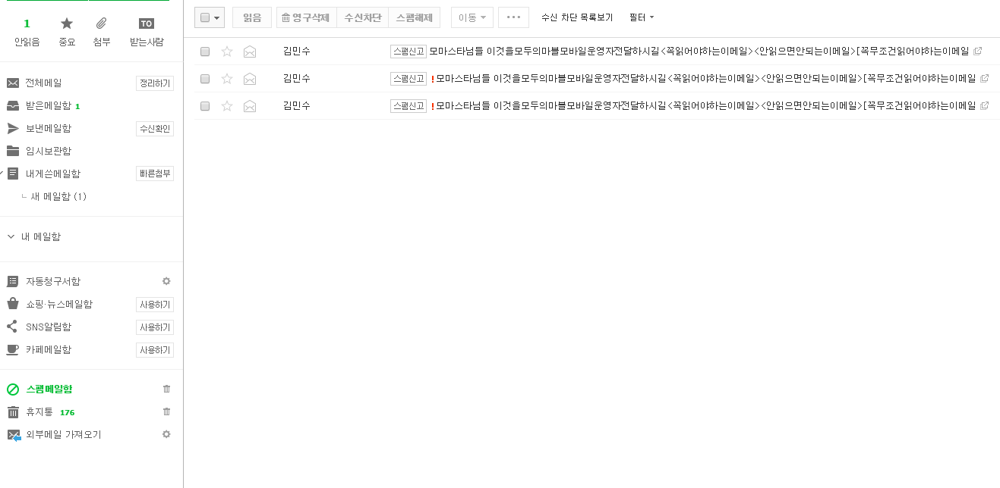 1
안읽음 중요 첨부 TO 받는사람
전체메일 정리하기
받은메일함 1
보낸메일함 수신확인
임시보관함
내게쓴메일함 빠른첨부
새 메일함 (1)
내 메일함
자동청구서함
쇼핑·뉴스메일함 사용하기
SNS알림함 사용하기
카페메일함 사용하기
스팸메일함
휴지통 176
외부메일 가져오기
읽음 영구삭제 수신차단 스팸해제 이동 ··· 수신 차단 목록보기 필터
김민수 스팸신고 모마스타님들 이것을모두의마블모바일운영자전달하시길<꼭읽어야하는이메일><안읽으면안되는이메일>[꼭무조건읽어야하는이메일
김민수 스팸신고 !모마스타넘들 이것을모두의마블모바일운영자전달하시길<꼭읽어야하는이메일><안읽으면안되는이메일>[꼭무조건읽어야하는이메일
김민수 스팸신고 !모마스타넘들 이것을모두의마블모바일운영자전달하시길<꼭읽어야하는이메일><안읽으면안되는이메일>[꼭무조건읽어야하는이메일